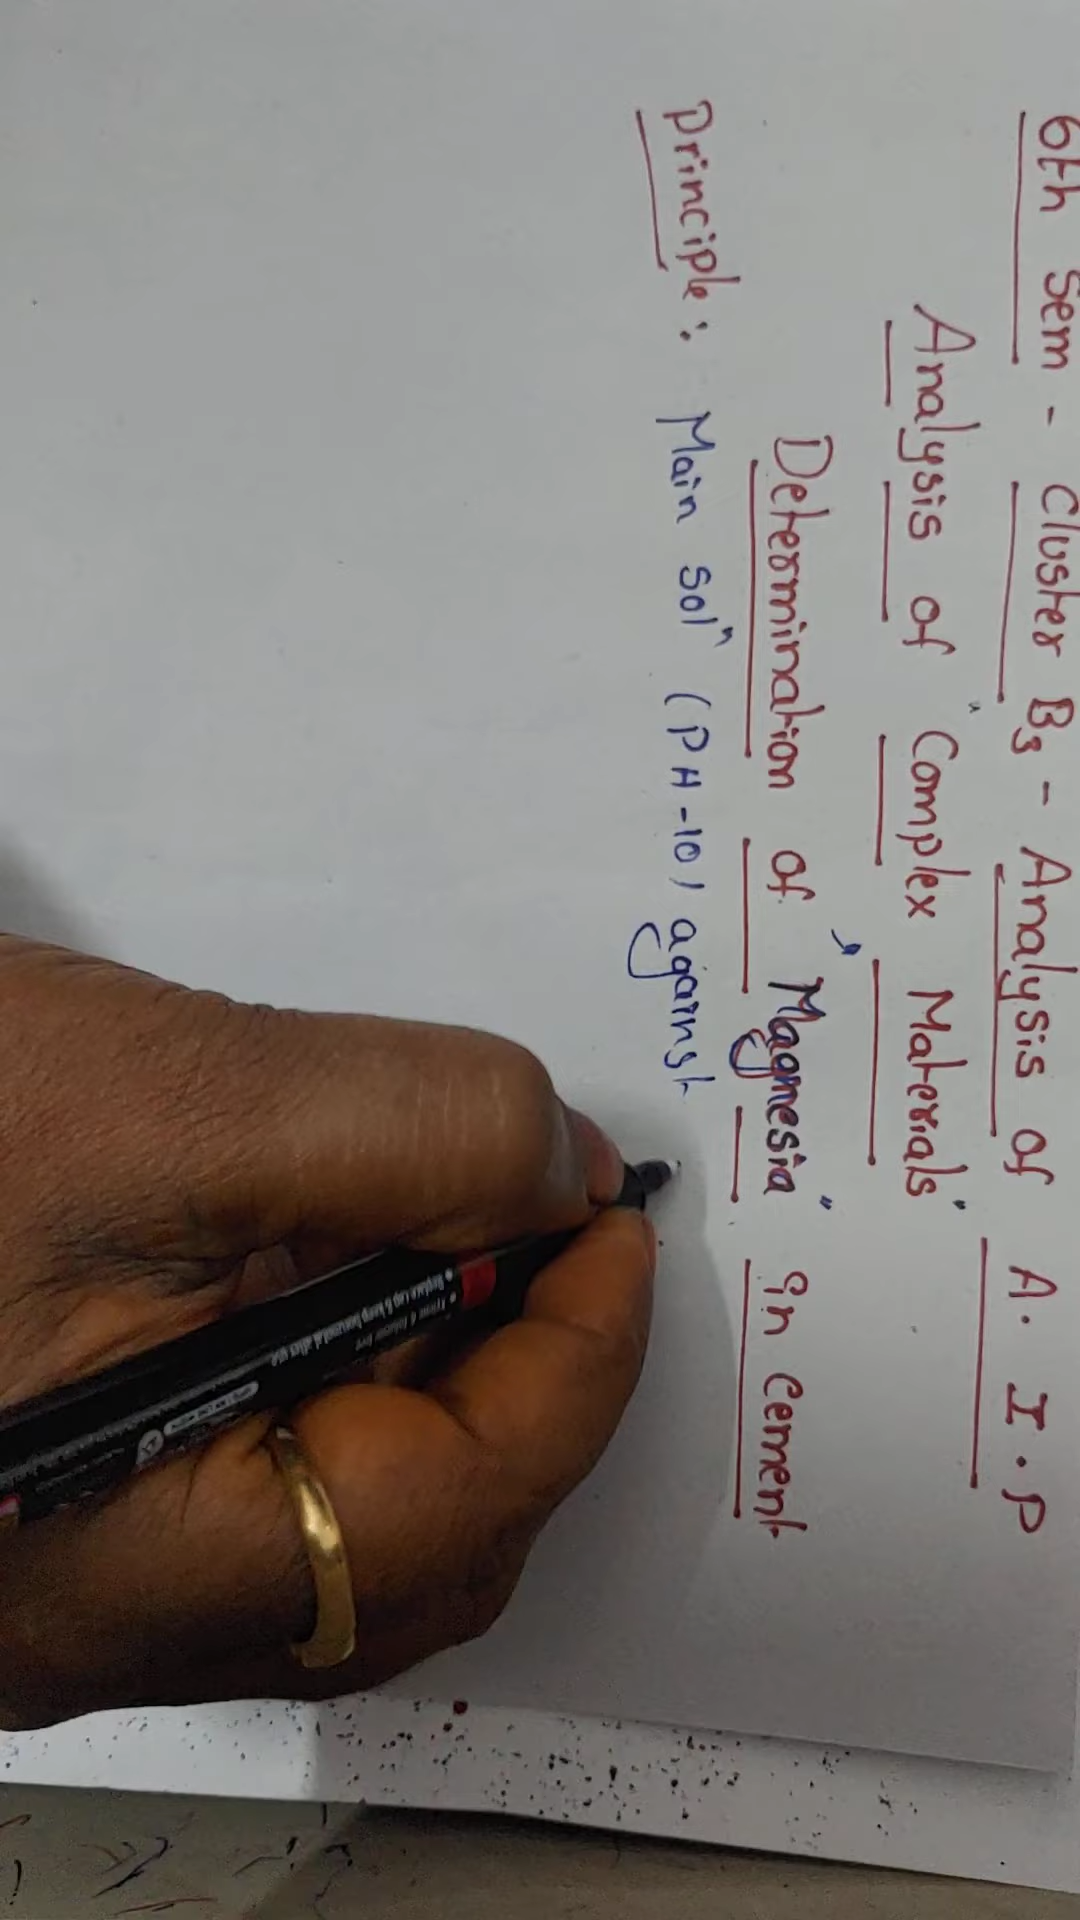 6th Sem - Cluster B3 - Analysis of A. I. P
Analysis of "Complex Materials"
Determination of "Magnesia" in Cement
Principle : Main solⁿ (PH-10) against